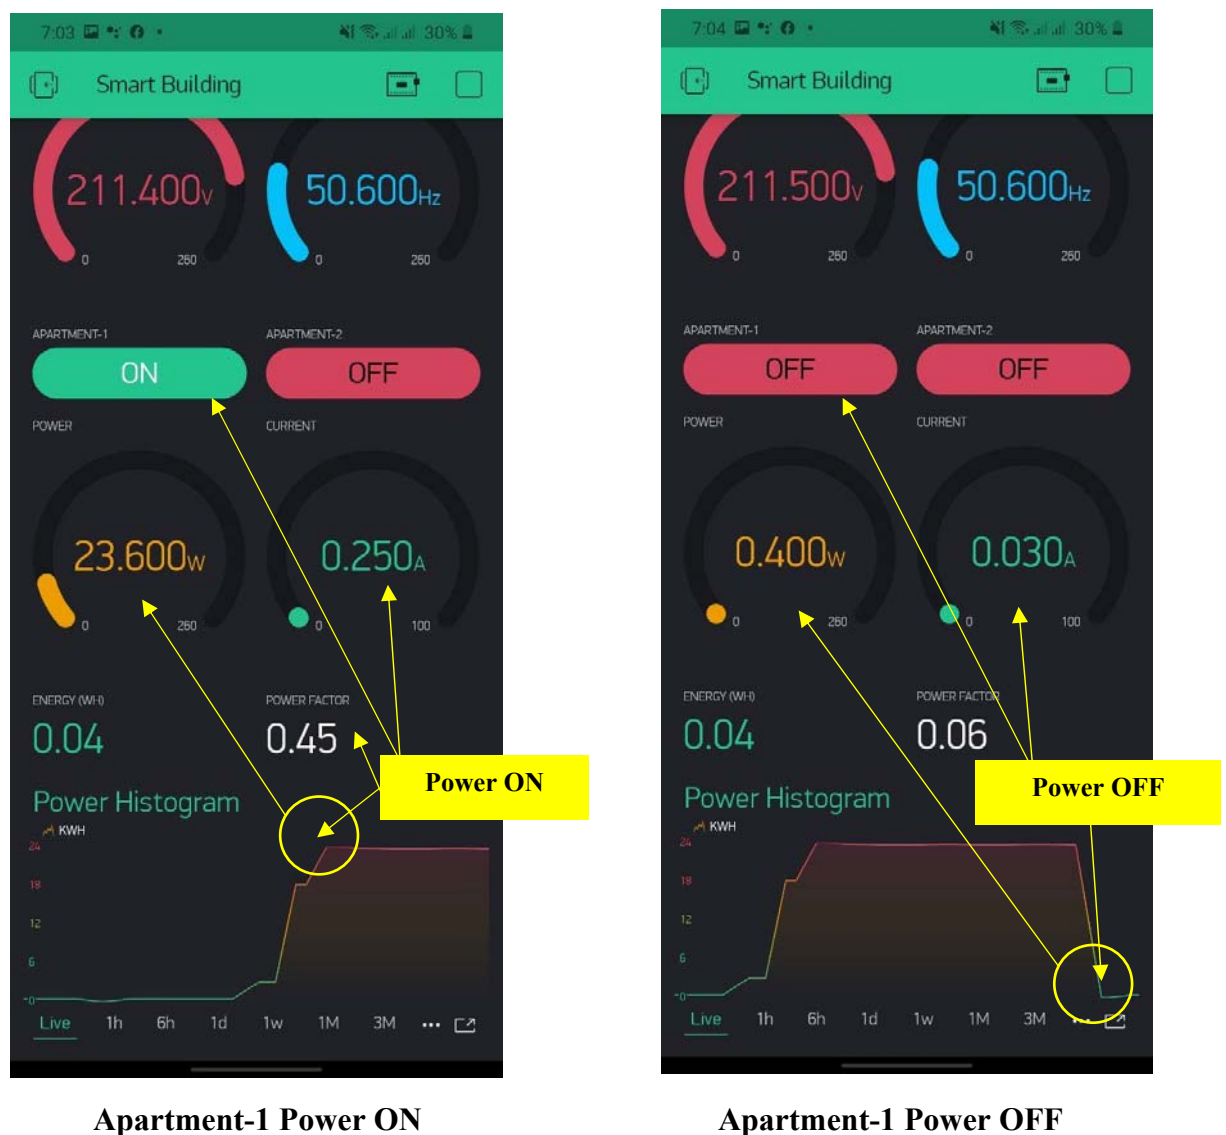 7:03
30%
Smart Building
211.400V
50.600Hz
0 260
0 260
APARTMENT-1
APARTMENT-2
ON
OFF
POWER
CURRENT
23.600W
0.250A
0 260
0 100
ENERGY (WH)
POWER FACTOR
0.04
0.45
Power ON
Power Histogram
KWH
24
18
12
6
0
Live 1h 6h 1d 1w 1M 3M
Apartment-1 Power ON
7:04
30%
Smart Building
211.500V
50.600Hz
0 260
0 260
APARTMENT-1
APARTMENT-2
OFF
OFF
POWER
CURRENT
0.400W
0.030A
0 260
0 100
ENERGY (WH)
POWER FACTOR
0.04
0.06
Power OFF
Power Histogram
KWH
24
18
12
6
0
Live 1h 6h 1d 1w 1M 3M
Apartment-1 Power OFF